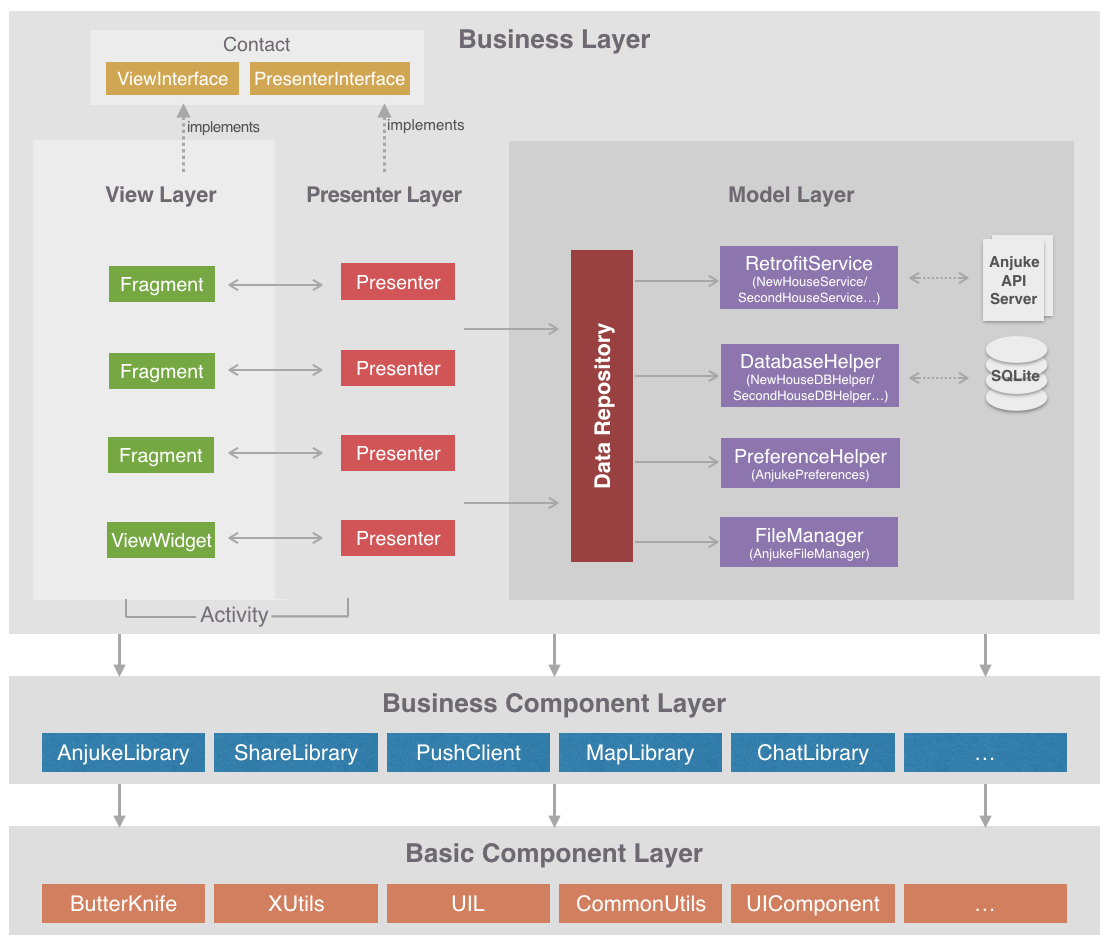 Business Layer
Contact
ViewInterface
PresenterInterface
implements
implements
View Layer
Presenter Layer
Model Layer
Fragment
Presenter
Fragment
Presenter
Fragment
Presenter
ViewWidget
Presenter
Activity
Data Repository
RetrofitService
(NewHouseService/
SecondHouseService…)
DatabaseHelper
(NewHouseDBHelper/
SecondHouseDBHelper…)
PreferenceHelper
(AnjukePreferences)
FileManager
(AnjukeFileManager)
Anjuke
API
Server
SQLite
Business Component Layer
AnjukeLibrary
ShareLibrary
PushClient
MapLibrary
ChatLibrary
…
Basic Component Layer
ButterKnife
XUtils
UIL
CommonUtils
UIComponent
…